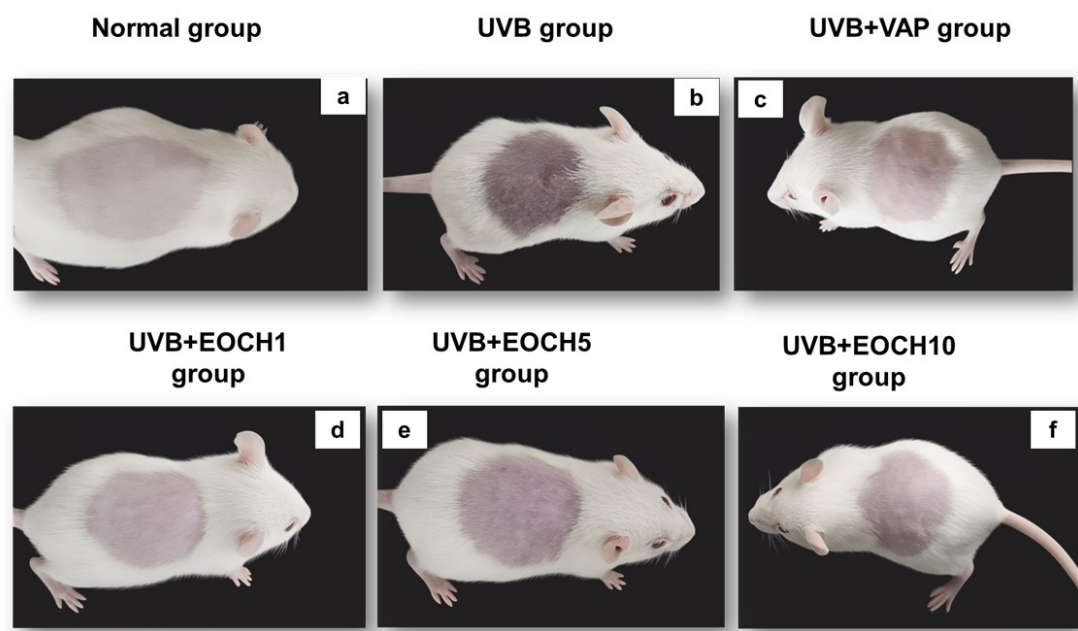 Normal group
UVB group
UVB+VAP group
a
b
c
UVB+EOCH1
group
UVB+EOCH5
group
UVB+EOCH10
group
d
e
f